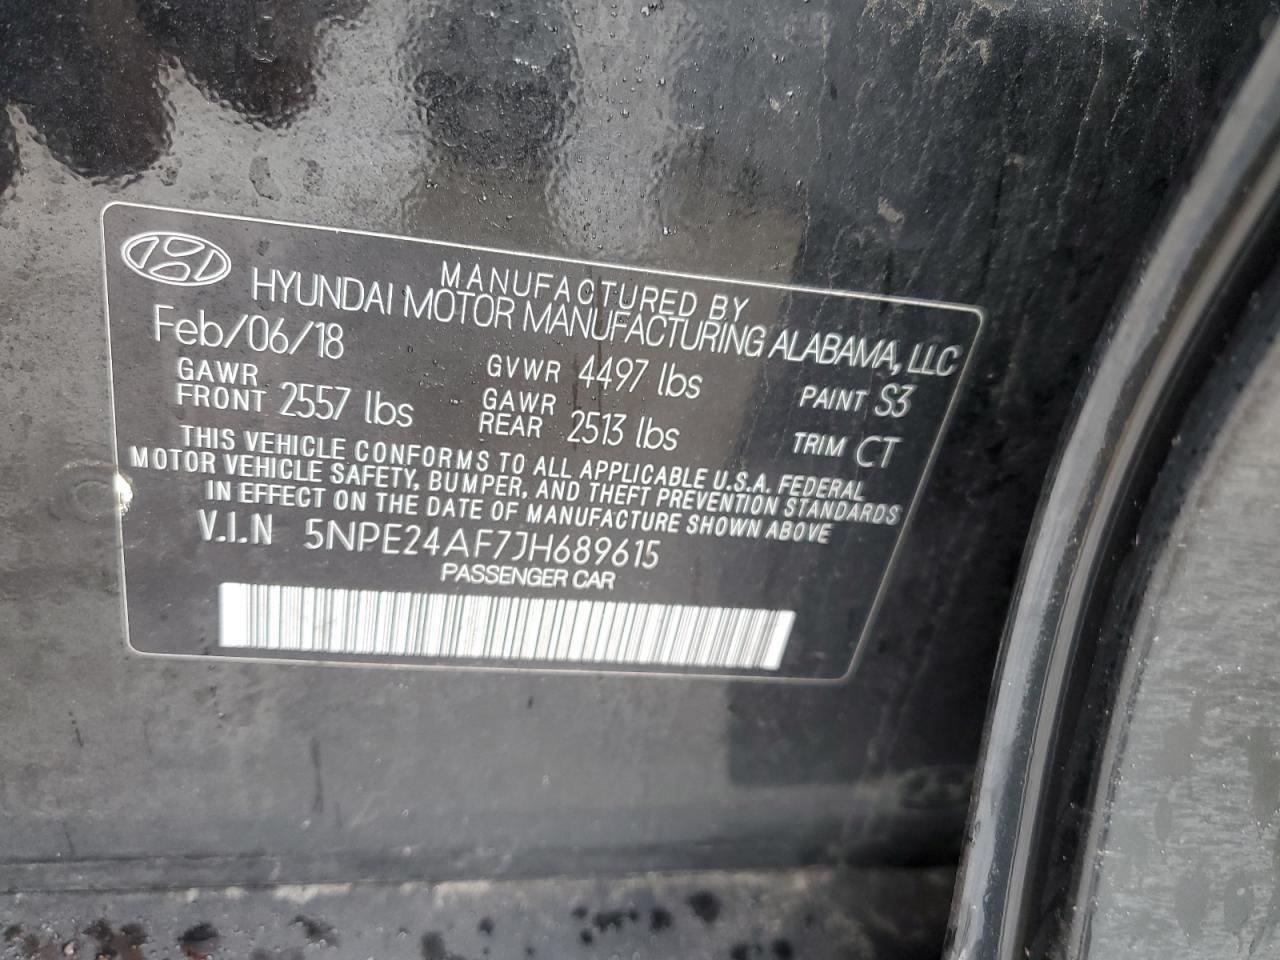 MANUFACTURED BY
HYUNDAI MOTOR MANUFACTURING ALABAMA, LLC
Feb/06/18 GVWR 4497 lbs PAINT S3
GAWR FRONT 2557 lbs GAWR REAR 2513 lbs TRIM CT
THIS VEHICLE CONFORMS TO ALL APPLICABLE U.S.A. FEDERAL
MOTOR VEHICLE SAFETY, BUMPER, AND THEFT PREVENTION STANDARDS
IN EFFECT ON THE DATE OF MANUFACTURE SHOWN ABOVE
V.I.N 5NPE24AF7JH689615
PASSENGER CAR